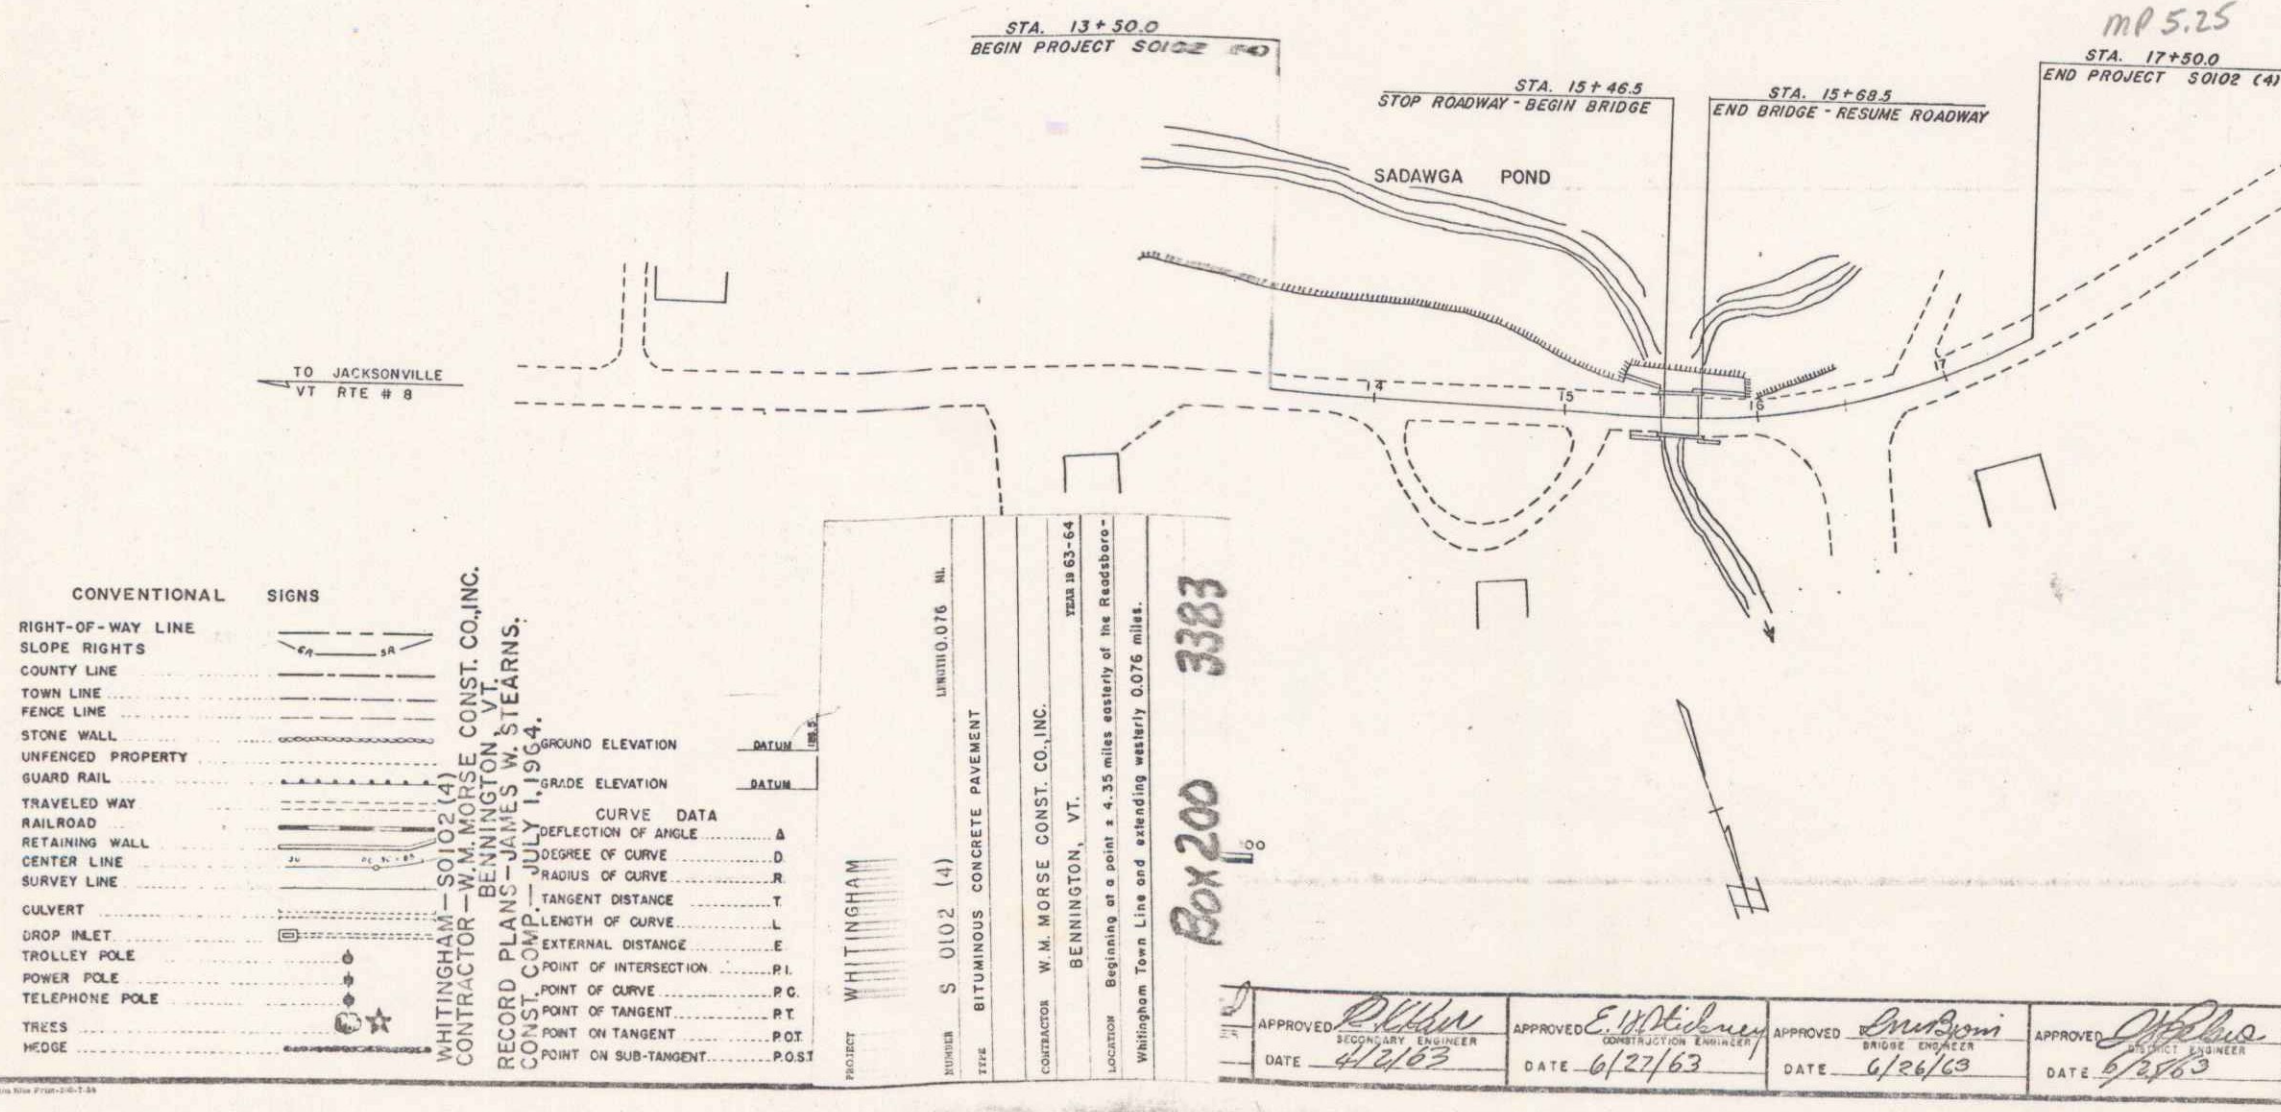 MP 5.25
STA. 13+50.0
BEGIN PROJECT S0102 (4)
STA. 15+46.5
STOP ROADWAY - BEGIN BRIDGE
STA. 15+68.5
END BRIDGE - RESUME ROADWAY
STA. 17+50.0
END PROJECT S0102 (4)
SADAWGA POND
TO JACKSONVILLE
VT RTE # 8
14
15
16
17
CONVENTIONAL SIGNS
RIGHT-OF-WAY LINE
SLOPE RIGHTS SR SR
COUNTY LINE
TOWN LINE
FENCE LINE
STONE WALL
UNFENCED PROPERTY
GUARD RAIL
TRAVELED WAY
RAILROAD
RETAINING WALL
CENTER LINE
SURVEY LINE
CULVERT
DROP INLET
TROLLEY POLE
POWER POLE
TELEPHONE POLE
TREES
HEDGE
WHITINGHAM-SO102(4)
CONTRACTOR-W.M.MORSE CONST. CO.,INC.
BENNINGTON, VT.
RECORD PLANS-JAMES W. STEARNS.
CONST. COMP.-JULY 1,1964.
GROUND ELEVATION DATUM
GRADE ELEVATION DATUM
CURVE DATA
DEFLECTION OF ANGLE Δ
DEGREE OF CURVE D
RADIUS OF CURVE R
TANGENT DISTANCE T
LENGTH OF CURVE L
EXTERNAL DISTANCE E
POINT OF INTERSECTION P.I.
POINT OF CURVE P.C.
POINT OF TANGENT P.T.
POINT ON TANGENT P.O.T.
POINT ON SUB-TANGENT P.O.S.T
PROJECT WHITINGHAM
NUMBER S 0102 (4) LENGTH 0.076 MI.
TYPE BITUMINOUS CONCRETE PAVEMENT
CONTRACTOR W.M. MORSE CONST. CO., INC.
BENNINGTON, VT. YEAR 19 63-64
LOCATION Beginning at a point ± 4.35 miles easterly of the Readsboro-
Whitingham Town Line and extending westerly 0.076 miles.
Box 200 3383
00
APPROVED
SECONDARY ENGINEER
DATE 4/2/63
APPROVED E. H. Stickney
CONSTRUCTION ENGINEER
DATE 6/27/63
APPROVED
BRIDGE ENGINEER
DATE 6/26/63
APPROVED
DISTRICT ENGINEER
DATE